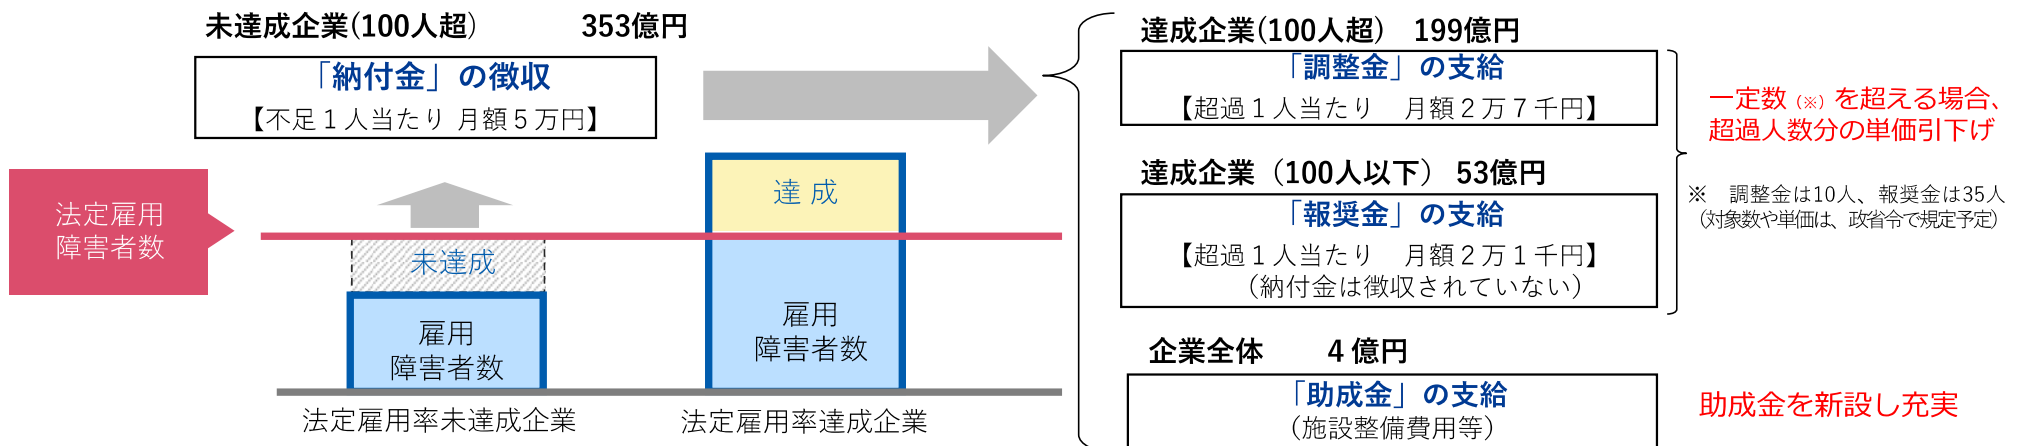 未達成企業(100人超) 353億円
「納付金」の徴収
【不足１人当たり 月額５万円】
法定雇用
障害者数
未達成
雇用
障害者数
達 成
雇用
障害者数
法定雇用率未達成企業
法定雇用率達成企業
達成企業(100人超) 199億円
「調整金」の支給
【超過１人当たり　月額２万７千円】
達成企業（100人以下） 53億円
「報奨金」の支給
【超過１人当たり　月額２万１千円】
（納付金は徴収されていない）
企業全体 ４億円
「助成金」の支給
（施設整備費用等）
一定数（※）を超える場合、
超過人数分の単価引下げ
※　調整金は10人、報奨金は35人
（対象数や単価は、政省令で規定予定）
助成金を新設し充実